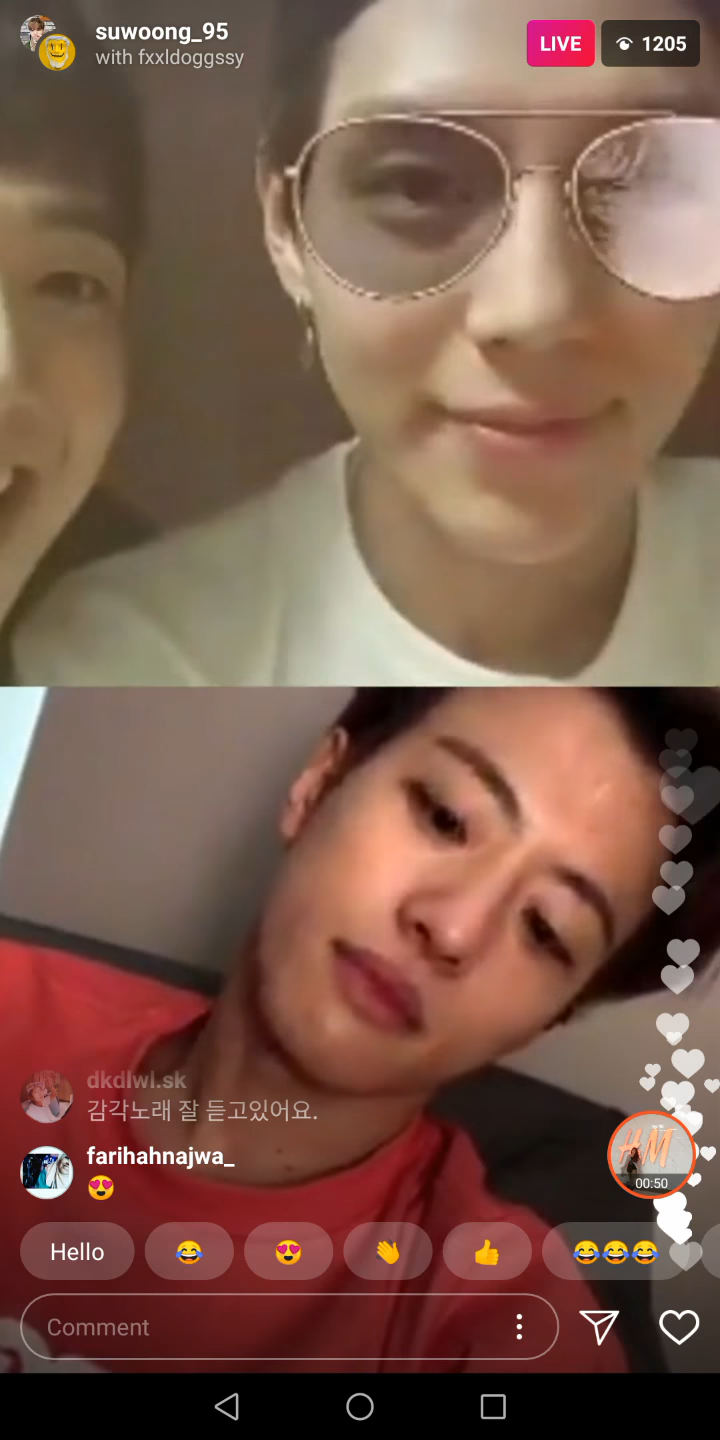 suwoong_95
with fxxldoggssy
LIVE
1205
dkdlwl.sk
감각노래 잘 듣고있어요.
farihahnajwa_
😍
HM
00:50
Hello
😂
😍
👏
👍
😂😂😂
Comment